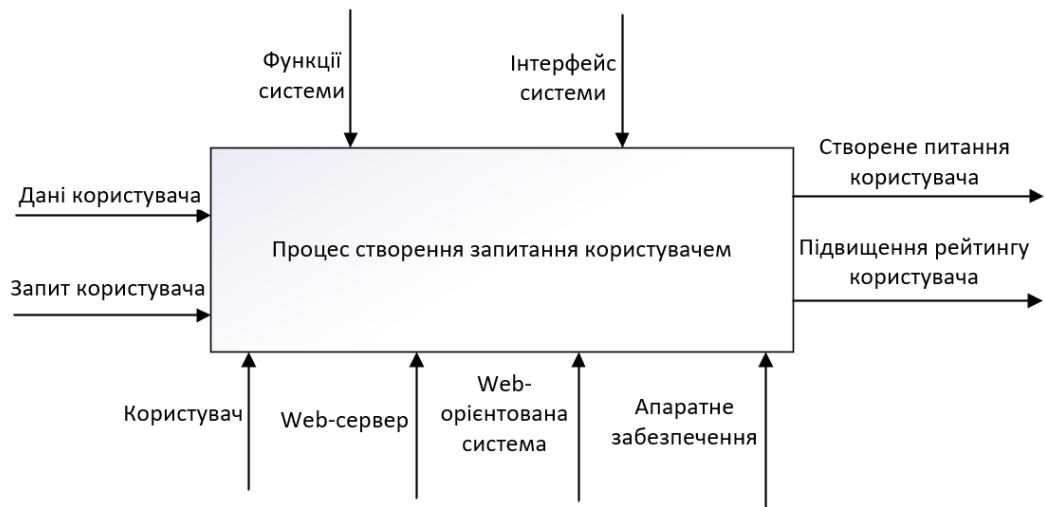 Функції
системи
Інтерфейс
системи
Дані користувача
Запит користувача
Процес створення запитання користувачем
Створене питання
користувача
Підвищення рейтингу
користувача
Користувач
Web-сервер
Web-
орієнтована
система
Апаратне
забезпечення